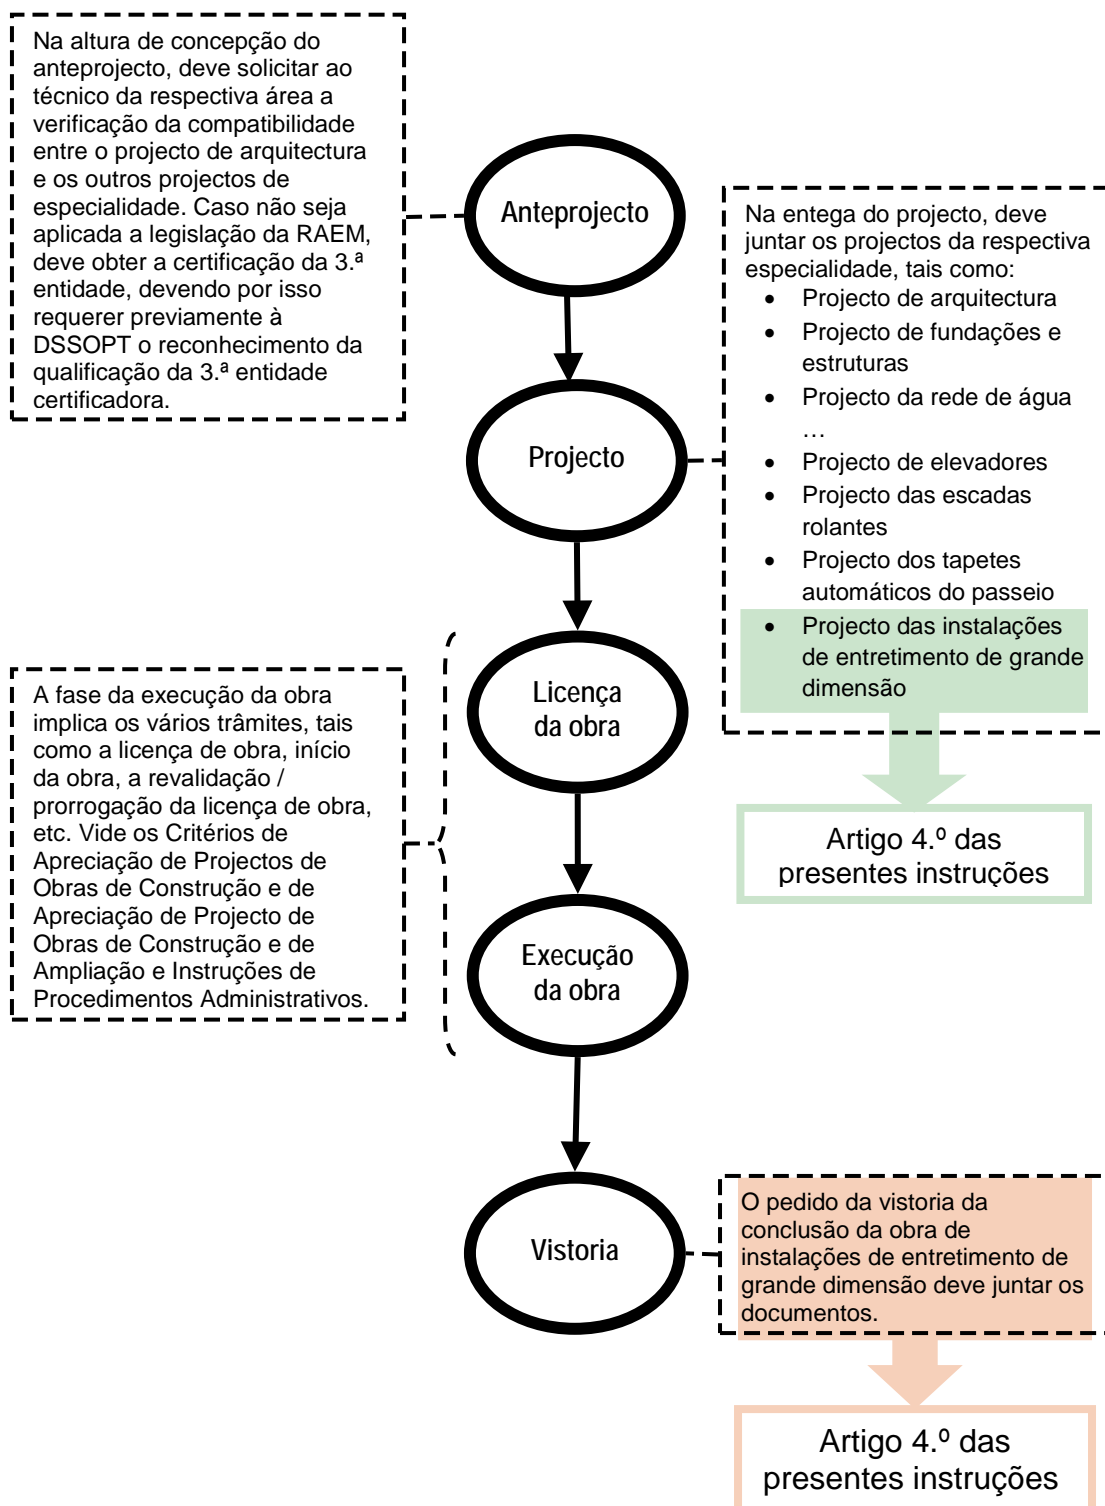 Na altura de concepção do
anteprojecto, deve solicitar ao
técnico da respectiva área a
verificação da compatibilidade
entre o projecto de arquitectura
e os outros projectos de
especialidade. Caso não seja
aplicada a legislação da RAEM,
deve obter a certificação da 3.ª
entidade, devendo por isso
requerer previamente à
DSSOPT o reconhecimento da
qualificação da 3.ª entidade
certificadora.
Anteprojecto
Na entega do projecto, deve
juntar os projectos da respectiva
especialidade, tais como:
• Projecto de arquitectura
• Projecto de fundações e
estruturas
• Projecto da rede de água
…
• Projecto de elevadores
• Projecto das escadas
rolantes
• Projecto dos tapetes
automáticos do passeio
• Projecto das instalações
de entretimento de grande
dimensão
Projecto
Artigo 4.º das
presentes instruções
Licença
da obra
A fase da execução da obra
implica os vários trâmites, tais
como a licença de obra, início
da obra, a revalidação /
prorrogação da licença de obra,
etc. Vide os Critérios de
Apreciação de Projectos de
Obras de Construção e de
Apreciação de Projecto de
Obras de Construção e de
Ampliação e Instruções de
Procedimentos Administrativos.
Execução
da obra
Vistoria
O pedido da vistoria da
conclusão da obra de
instalações de entretimento de
grande dimensão deve juntar os
documentos.
Artigo 4.º das
presentes instruções